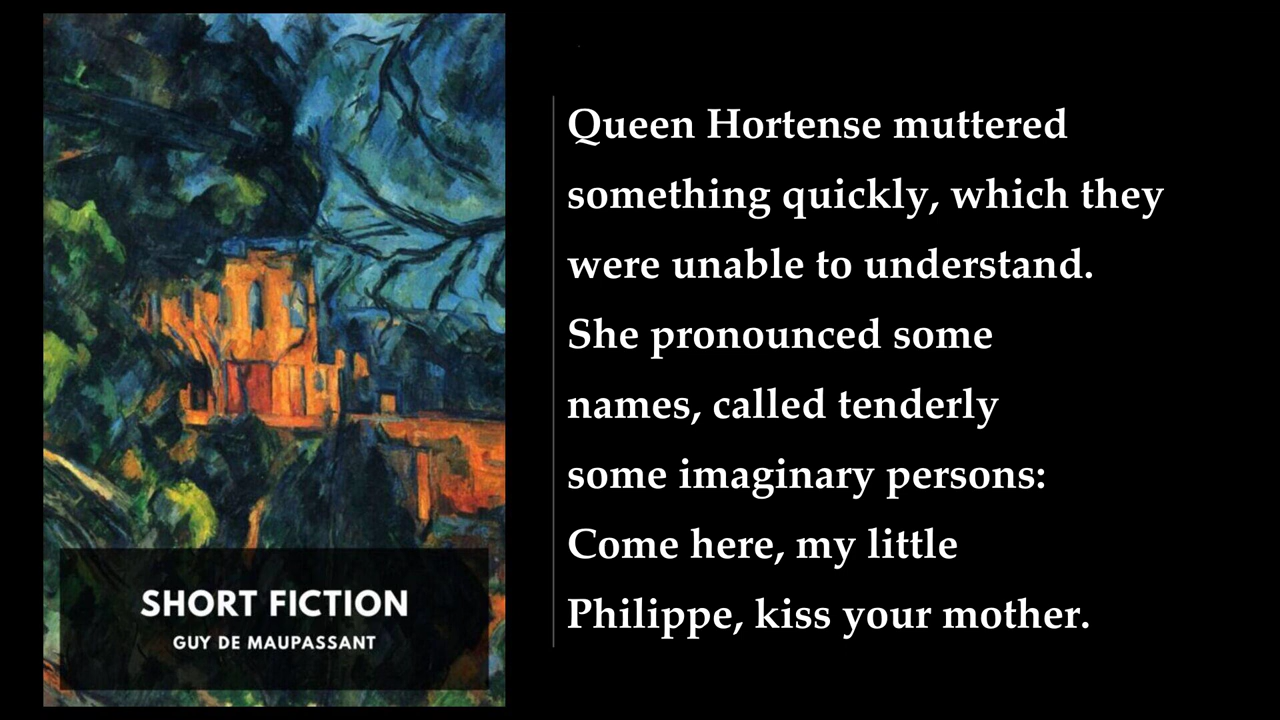 SHORT FICTION
GUY DE MAUPASSANT
Queen Hortense muttered
something quickly, which they
were unable to understand.
She pronounced some
names, called tenderly
some imaginary persons:
Come here, my little
Philippe, kiss your mother.